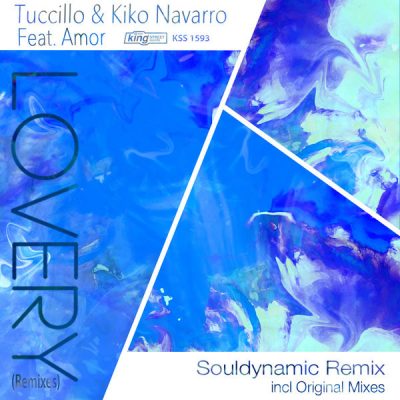 Tuccillo & Kiko Navarro
Feat. Amor
king
KSS 1593
LOVERY
(Remixes)
Souldynamic Remix
incl Original Mixes